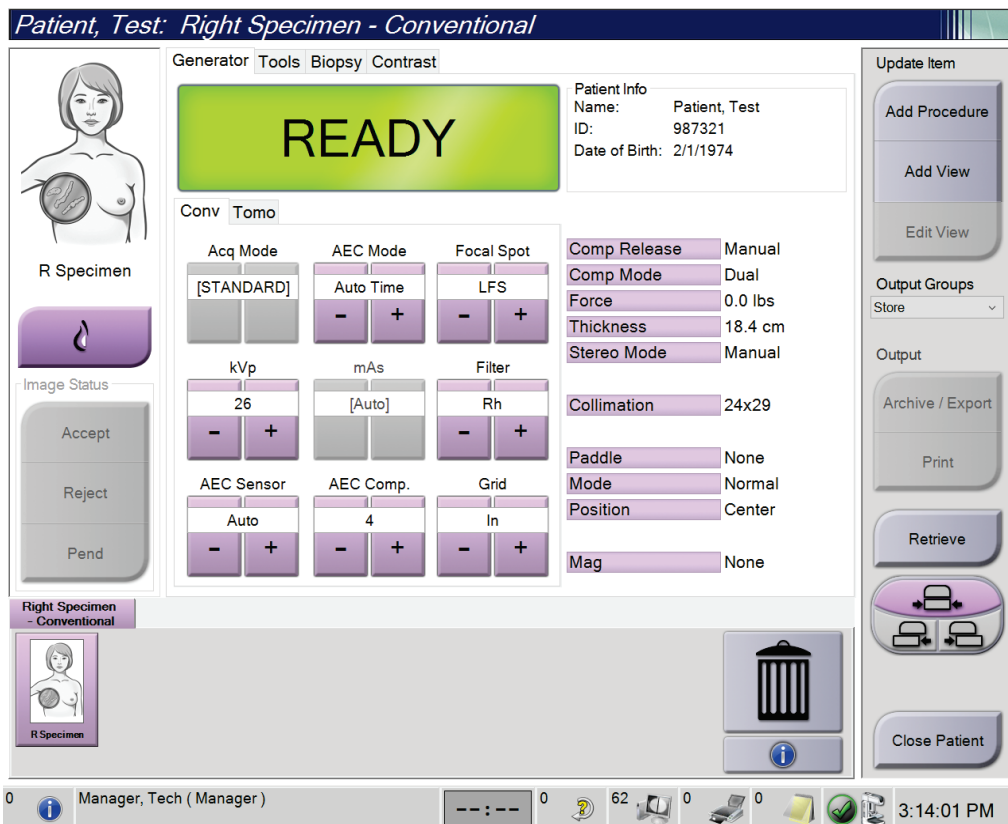 Patient, Test: Right Specimen - Conventional
Generator Tools Biopsy Contrast
READY
Patient Info
Name: Patient, Test
ID: 987321
Date of Birth: 2/1/1974
R Specimen
Image Status
Accept
Reject
Pend
Conv Tomo
Acq Mode AEC Mode Focal Spot
[STANDARD] Auto Time LFS
- + - +
kVp mAs Filter
26 [Auto] Rh
- + - +
AEC Sensor AEC Comp. Grid
Auto 4 In
- + - + - +
Comp Release Manual
Comp Mode Dual
Force 0.0 lbs
Thickness 18.4 cm
Stereo Mode Manual
Collimation 24x29
Paddle None
Mode Normal
Position Center
Mag None
Update Item
Add Procedure
Add View
Edit View
Output Groups
Store
Output
Archive / Export
Print
Retrieve
Close Patient
Right Specimen
- Conventional
R Specimen
0 Manager, Tech ( Manager ) --:-- 0 62 0 0 3:14:01 PM